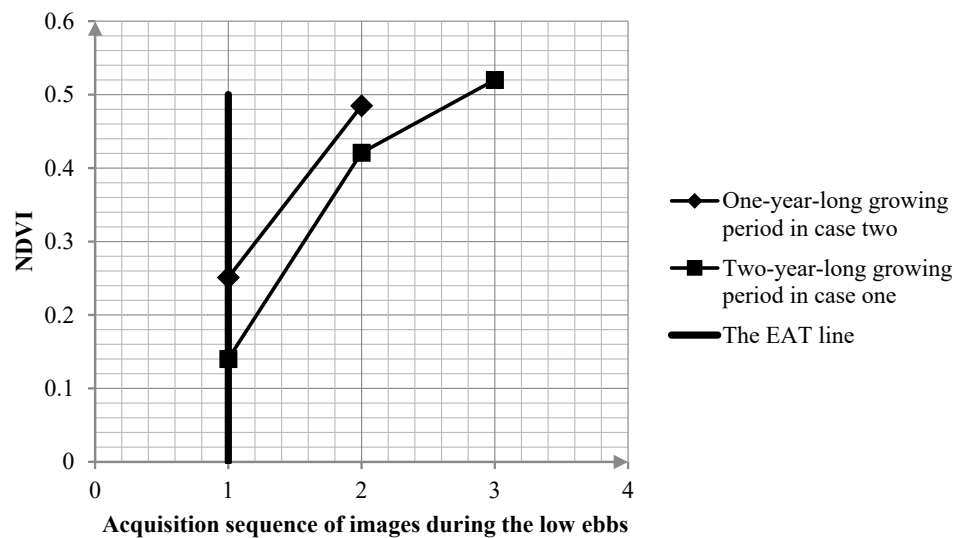 0.6
0.5
0.4
0.3
0.2
0.1
0
NDVI
0 1 2 3 4
Acquisition sequence of images during the low ebbs
One-year-long growing
period in case two
Two-year-long growing
period in case one
The EAT line